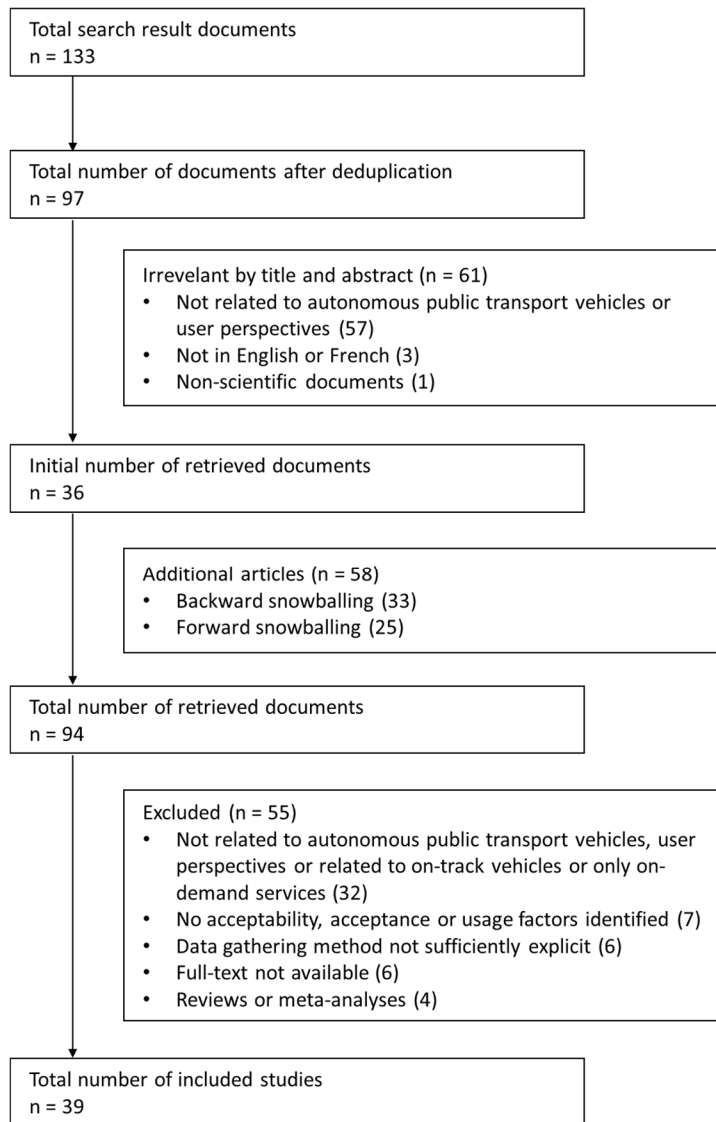 Total search result documents
n = 133
Total number of documents after deduplication
n = 97
Irrevelant by title and abstract (n = 61)
• Not related to autonomous public transport vehicles or
user perspectives (57)
• Not in English or French (3)
• Non-scientific documents (1)
Initial number of retrieved documents
n = 36
Additional articles (n = 58)
• Backward snowballing (33)
• Forward snowballing (25)
Total number of retrieved documents
n = 94
Excluded (n = 55)
• Not related to autonomous public transport vehicles, user
perspectives or related to on-track vehicles or only on-
demand services (32)
• No acceptability, acceptance or usage factors identified (7)
• Data gathering method not sufficiently explicit (6)
• Full-text not available (6)
• Reviews or meta-analyses (4)
Total number of included studies
n = 39